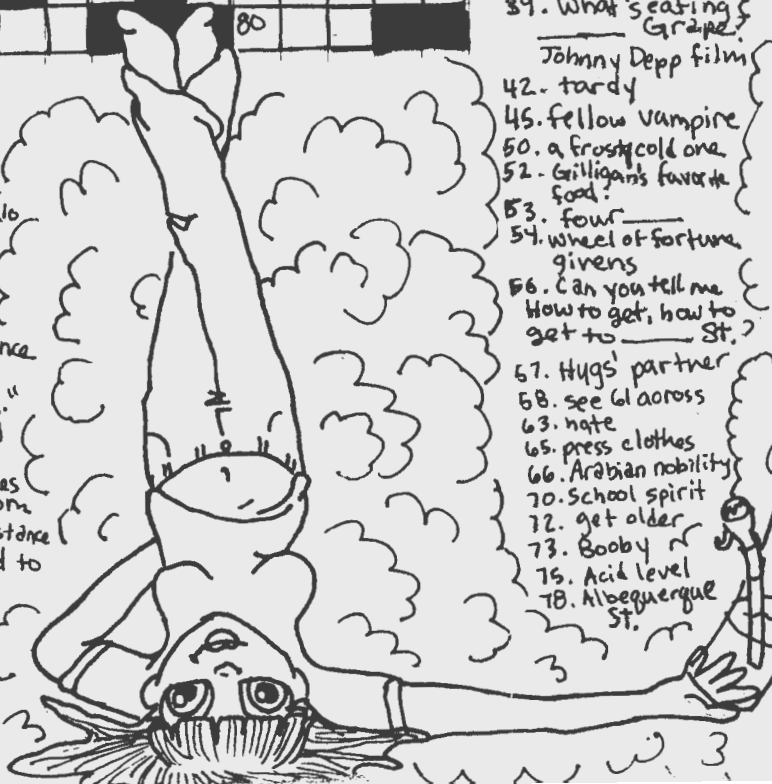 80
39. What's eating
Grape?
Johnny Depp film
42. tardy
45. fellow vampire
50. a frosty cold one
52. Gilligan's favorite
food?
53. four
54. wheel of fortune
givens
56. Can you tell me
How to get, how to
get to St.?
57. Hugs' partner
58. see 61 across
63. hate
65. press clothes
66. Arabian nobility
70. School spirit
72. get older
73. Booby
75. Acid level
78. Albequerque
St.
stance
d to